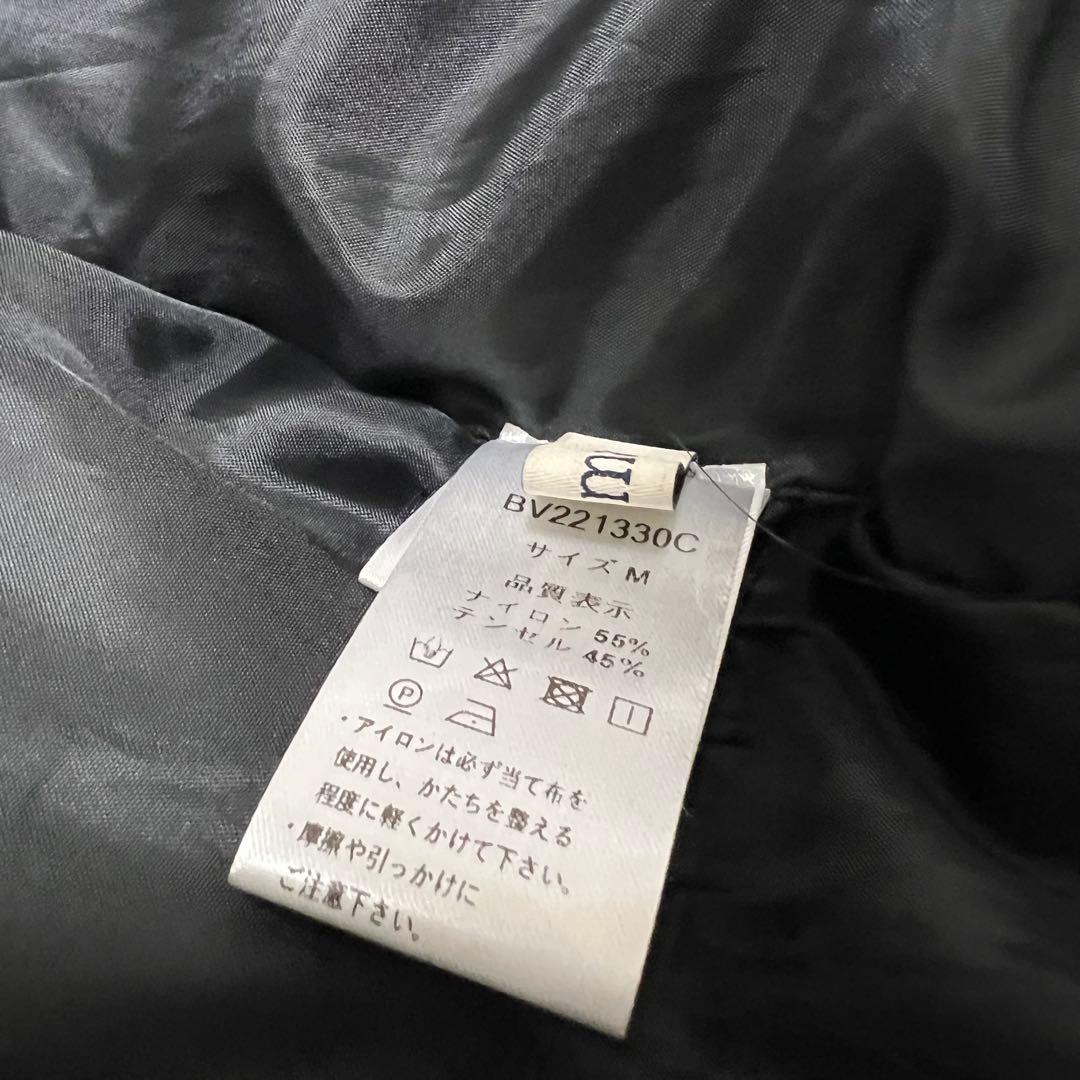 M
BV221330C
サイズ M
品質表示
ナイロン 55%
テンセル 45%
P
・アイロンは必ず当て布を
使用し、かたちを整える
程度に軽くかけて下さい。
・摩擦や引っかけに
ご注意下さい。